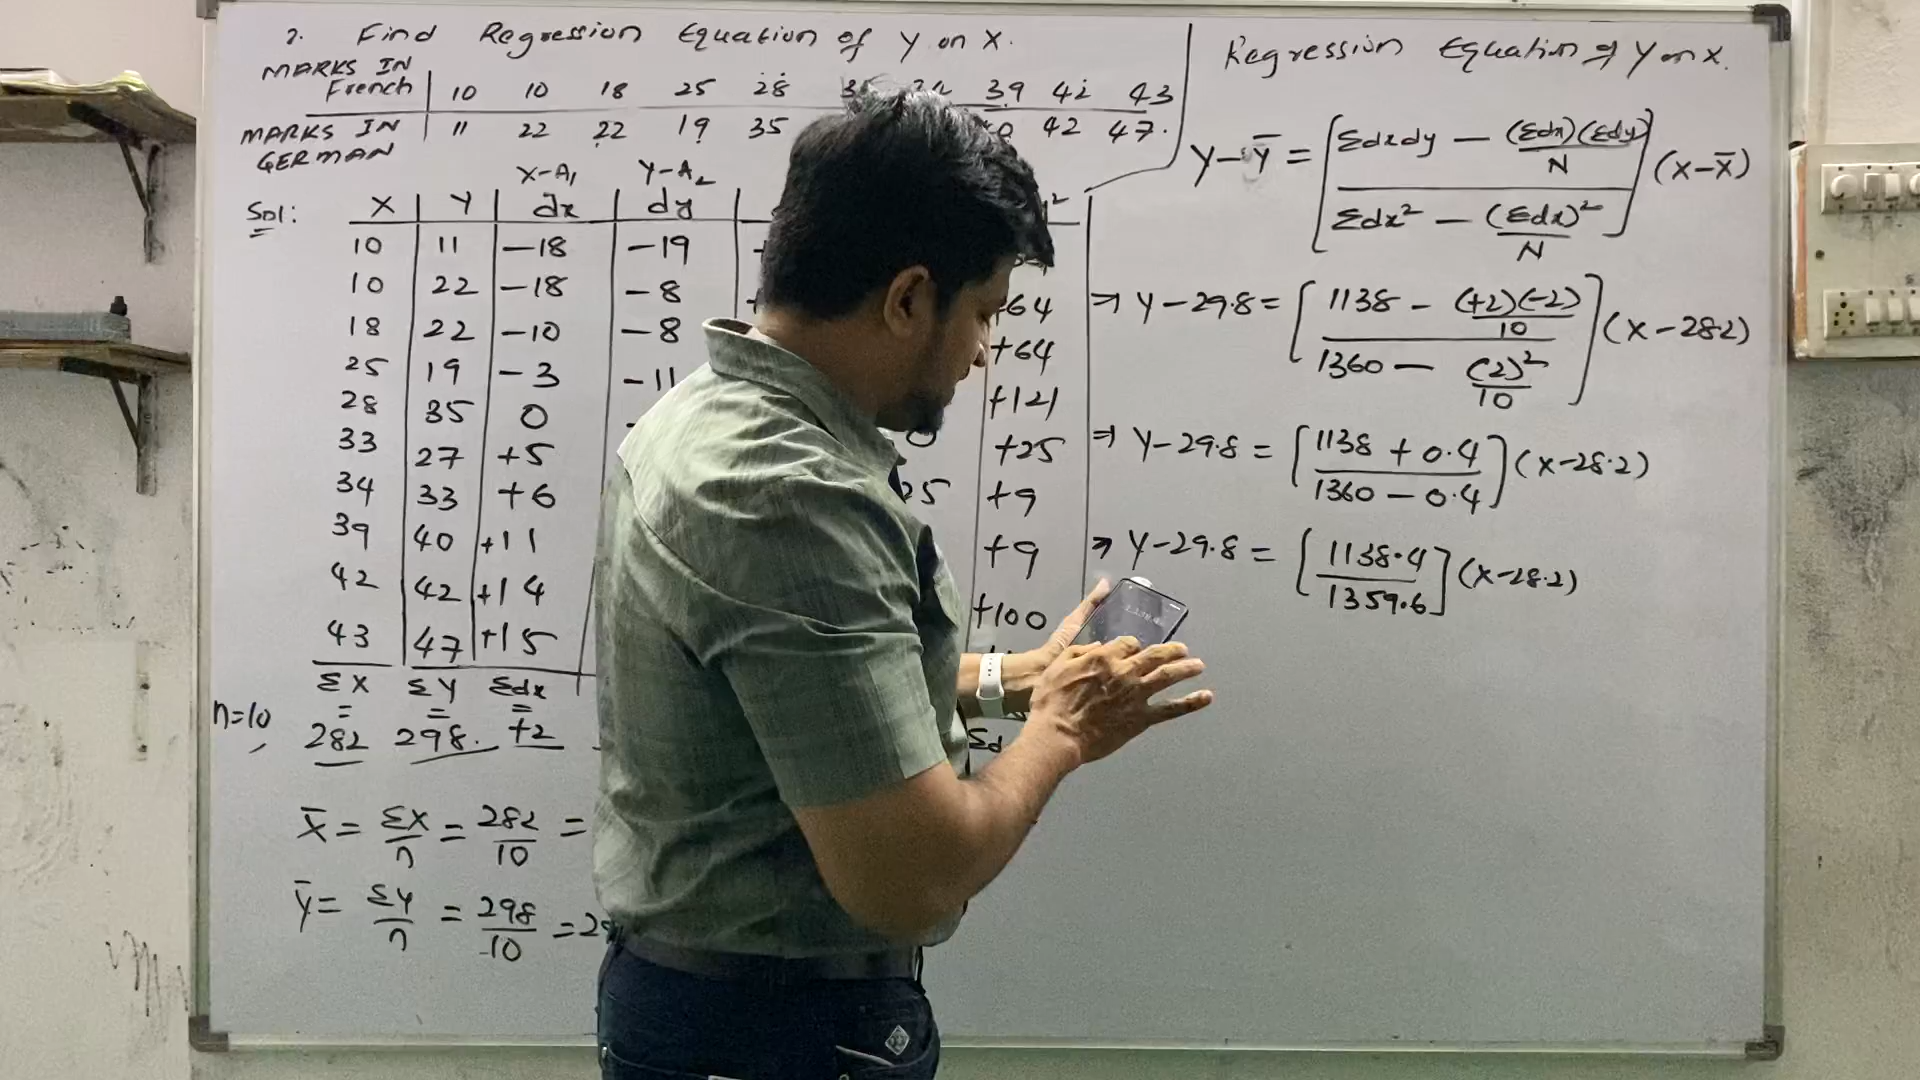 2. Find Regression Equation of Y on X.
MARKS IN French 10 10 18 25 28 39 42 43
MARKS IN GERMAN 11 22 22 19 35 42 47.
X-A₁ Y-A₂
Sol: X Y dx dy
10 11 -18 -19
10 22 -18 -8 +64
18 22 -10 -8 +64
25 19 -3 -11 +121
28 35 0 +25
33 27 +5 +9
34 33 +6 +9
39 40 +11 +100
42 42 +14
43 47 +15
ΣX ΣY Σdx
n=10, 282 298. +2
X̄ = ΣX/n = 282/10 =
Ȳ = ΣY/n = 298/10 =
Regression Equation of Y on X.
Y-Ȳ = [(Σdxdy - (Σdx)(Σdy)/N) / (Σdx² - (Σdx)²/N)] (X-X̄)
⇒ Y-29.8 = [(1138 - (+2)(-2)/10) / (1360 - (2)²/10)] (X-28.2)
⇒ Y-29.8 = [(1138 + 0.4) / (1360 - 0.4)] (X-28.2)
⇒ Y-29.8 = [1138.4 / 1359.6] (X-28.2)